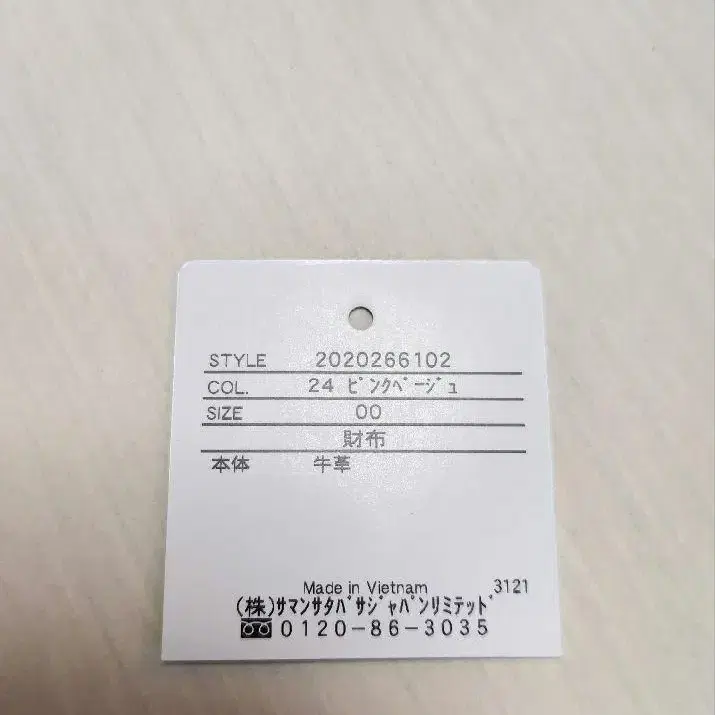 STYLE 2020266102
COL. 24 ﾋﾟﾝｸﾍﾞｰｼﾞｭ
SIZE 00
財布
本体 牛革
Made in Vietnam 3121
(株)ｻﾏﾝｻﾀﾊﾞｻｼﾞｬﾊﾟﾝﾘﾐﾃｯﾄﾞ
0120-86-3035